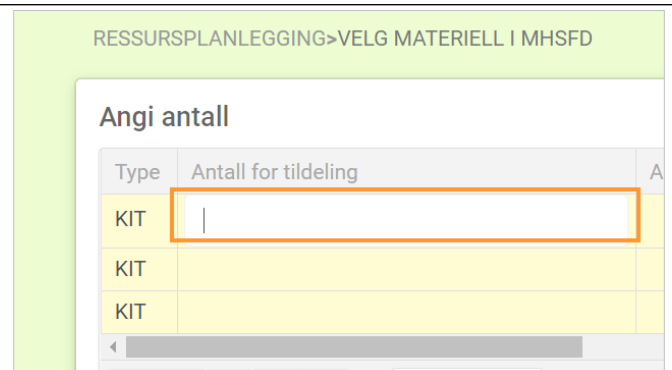 RESSURSPLANLEGGING>VELG MATERIELL I MHSFD
Angi antall
Type Antall for tildeling A
KIT
KIT
KIT